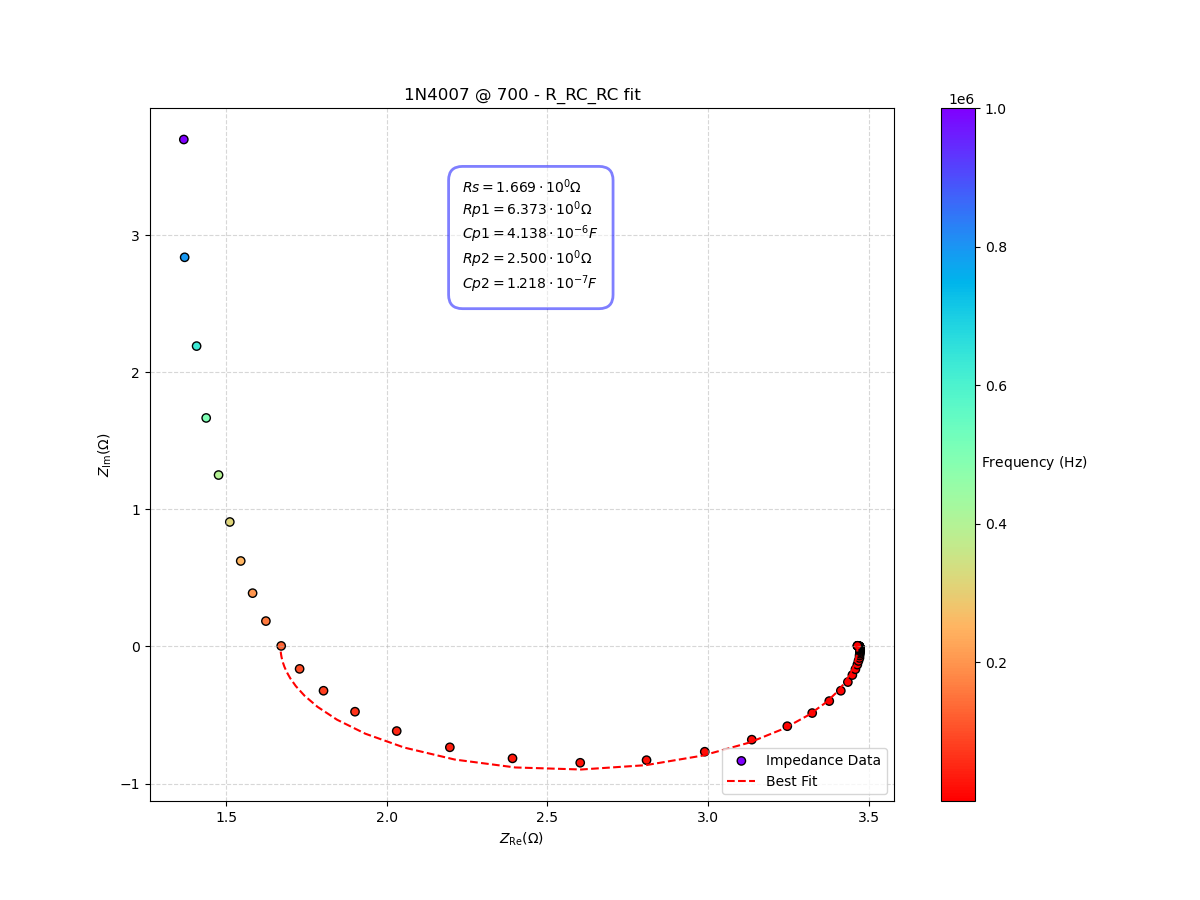 1N4007 @ 700 - R_RC_RC fit
1e6
1.0
0.8
0.6
0.4
0.2
Frequency (Hz)
Rs = 1.669 · 10⁰Ω
Rp1 = 6.373 · 10⁰Ω
Cp1 = 4.138 · 10⁻⁶F
Rp2 = 2.500 · 10⁰Ω
Cp2 = 1.218 · 10⁻⁷F
Z_Im(Ω)
3
2
1
0
−1
Impedance Data
Best Fit
1.5 2.0 2.5 3.0 3.5
Z_Re(Ω)